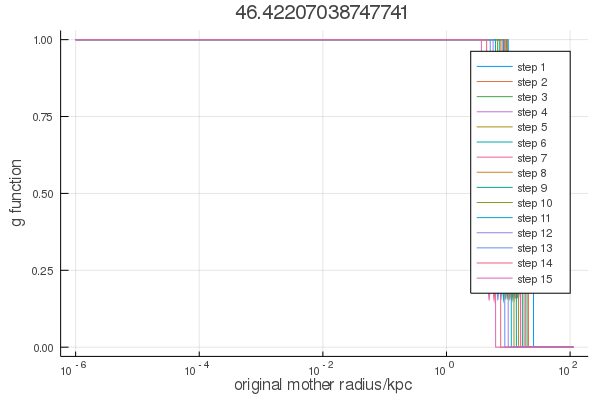 46.42207038747741
g function
1.00
0.75
0.50
0.25
0.00
step 1
step 2
step 3
step 4
step 5
step 6
step 7
step 8
step 9
step 10
step 11
step 12
step 13
step 14
step 15
10^-6 10^-4 10^-2 10^0 10^2
original mother radius/kpc